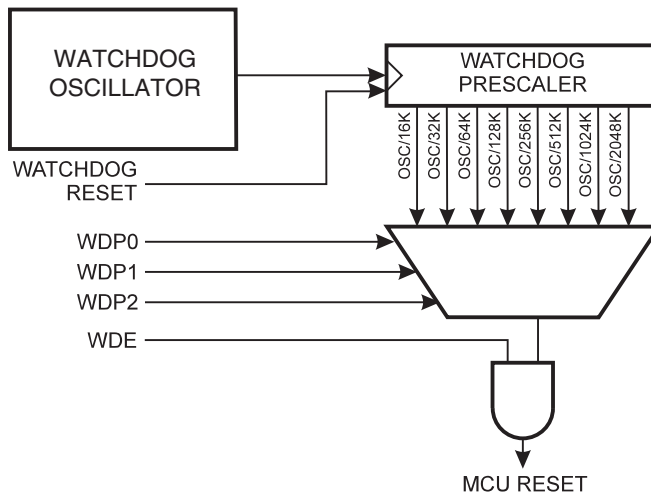 WATCHDOG
OSCILLATOR
WATCHDOG
PRESCALER
OSC/16K
OSC/32K
OSC/64K
OSC/128K
OSC/256K
OSC/512K
OSC/1024K
OSC/2048K
WATCHDOG
RESET
WDP0
WDP1
WDP2
WDE
MCU RESET